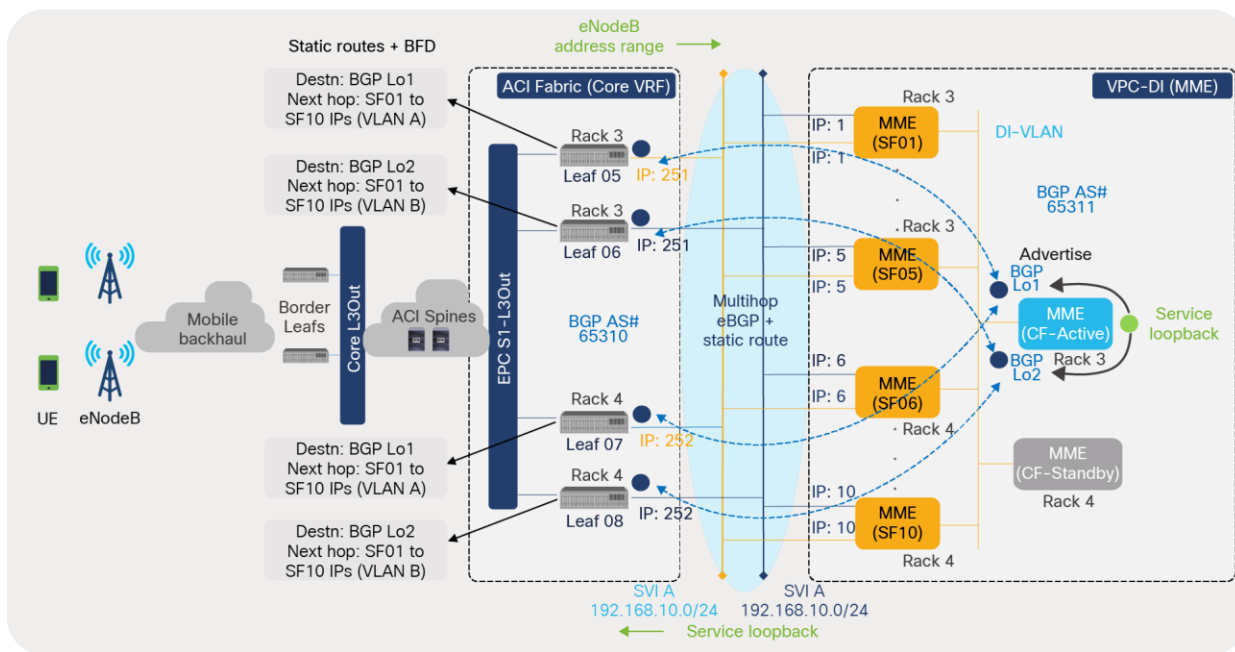 eNodeB
address range
Static routes + BFD
Destn: BGP Lo1
Next hop: SF01 to
SF10 IPs (VLAN A)
Destn: BGP Lo2
Next hop: SF01 to
SF10 IPs (VLAN B)
UE
eNodeB
Mobile
backhaul
Border
Leafs
Core L3Out
ACI Spines
Destn: BGP Lo1
Next hop: SF01 to
SF10 IPs (VLAN A)
Destn: BGP Lo2
Next hop: SF01 to
SF10 IPs (VLAN B)
ACI Fabric (Core VRF)
EPC S1-L3Out
Rack 3
Leaf 05
IP: 251
Rack 3
Leaf 06
IP: 251
BGP AS#
65310
Rack 4
Leaf 07
IP: 252
Rack 4
Leaf 08
IP: 252
Multihop
eBGP +
static route
SVI A
192.168.10.0/24
SVI A
192.168.10.0/24
Service loopback
VPC-DI (MME)
Rack 3
IP: 1
IP: 1
MME
(SF01)
DI-VLAN
Rack 3
IP: 5
IP: 5
MME
(SF05)
BGP AS#
65311
Advertise
BGP
Lo1
MME
(CF-Active)
Rack 3
BGP
Lo2
Service
loopback
IP: 6
IP: 6
MME
(SF06)
Rack 4
MME
(CF-Standby)
Rack 4
IP: 10
IP: 10
MME
(SF10)
Rack 4